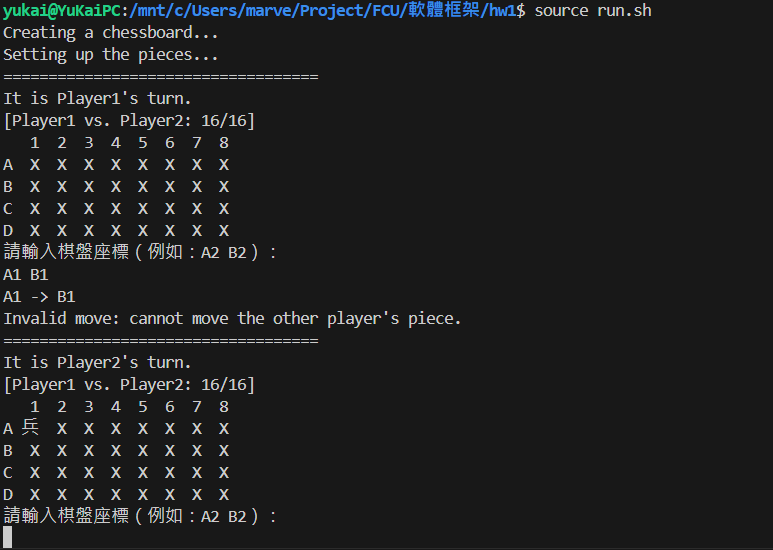 yukai@YuKaiPC:/mnt/c/Users/marve/Project/FCU/軟體框架/hw1$ source run.sh
Creating a chessboard...
Setting up the pieces...
===================================
It is Player1's turn.
[Player1 vs. Player2: 16/16]
   1  2  3  4  5  6  7  8
A  X  X  X  X  X  X  X  X
B  X  X  X  X  X  X  X  X
C  X  X  X  X  X  X  X  X
D  X  X  X  X  X  X  X  X
請輸入棋盤座標（例如：A2 B2）：
A1 B1
A1 -> B1
Invalid move: cannot move the other player's piece.
===================================
It is Player2's turn.
[Player1 vs. Player2: 16/16]
   1  2  3  4  5  6  7  8
A 兵  X  X  X  X  X  X  X
B  X  X  X  X  X  X  X  X
C  X  X  X  X  X  X  X  X
D  X  X  X  X  X  X  X  X
請輸入棋盤座標（例如：A2 B2）：